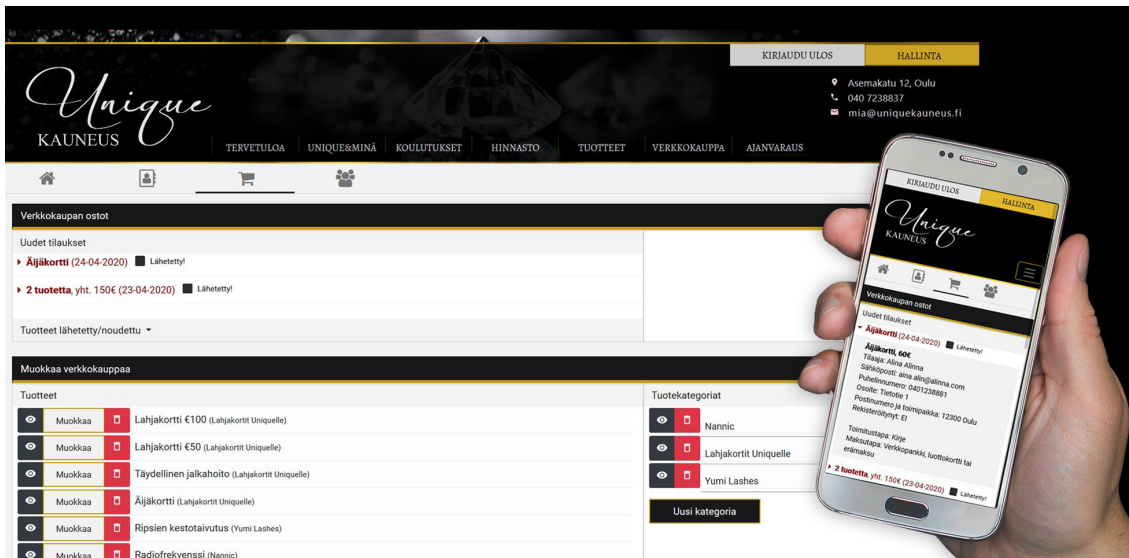 KIRJAUDU ULOS
HALLINTA
Unique
KAUNEUS
Asemakatu 12, Oulu
040 7238837
mia@uniquekauneus.fi
TERVETULOA
UNIQUE&MINÄ
KOULUTUKSET
HINNASTO
TUOTTEET
VERKKOKAUPPA
AJANVARAUS
Verkkokaupan ostot
Uudet tilaukset
Äijäkortti (24-04-2020) Lähetetty!
2 tuotetta, yht. 150€ (23-04-2020) Lähetetty!
Tuotteet lähetetty/noudettu
Muokkaa verkkokauppaa
Tuotteet
Muokkaa Lahjakortti €100 (Lahjakortit Uniquelle)
Muokkaa Lahjakortti €50 (Lahjakortit Uniquelle)
Muokkaa Täydellinen jalkahoito (Lahjakortit Uniquelle)
Muokkaa Äijäkortti (Lahjakortit Uniquelle)
Muokkaa Ripsien kestotaivutus (Yumi Lashes)
Muokkaa Radiofrekvenssi (Nannic)
Tuotekategoriat
Nannic
Lahjakortit Uniquelle
Yumi Lashes
Uusi kategoria
KIRJAUDU ULOS
HALLINTA
Unique
KAUNEUS
Verkkokaupan ostot
Uudet tilaukset
Äijäkortti (24-04-2020) Lähetetty!
Äijäkortti, 60€
Tilaaja: Alina Alinna
Sähköposti: aina.alin@alinna.com
Puhelinnumero: 0401238881
Osoite: Tietotie 1
Postinumero ja toimipaikka: 12300 Oulu
Rekisteröitynyt: EI
Toimitustapa: Kirje
Maksutapa: Verkkopankki, luottokortti tai
erämaksu
2 tuotetta, yht. 150€ (23-04-2020) Lähetetty!